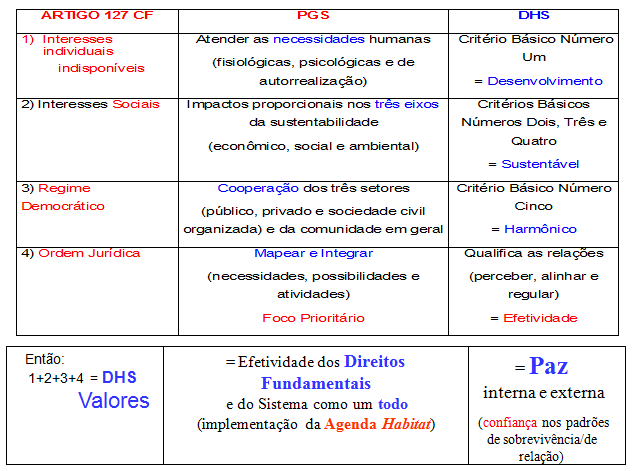 ARTIGO 127 CF
PGS
DHS
1) Interesses
individuais
indisponíveis
Atender as necessidades humanas
(fisiológicas, psicológicas e de
autorrealização)
Critério Básico Número
Um
= Desenvolvimento
2) Interesses Sociais
Impactos proporcionais nos três eixos
da sustentabilidade
(econômico, social e ambiental)
Critérios Básicos
Números Dois, Três e
Quatro
= Sustentável
3) Regime
Democrático
Cooperação dos três setores
(público, privado e sociedade civil
organizada) e da comunidade em geral
Critério Básico Número
Cinco
= Harmônico
4) Ordem Jurídica
Mapear e Integrar
(necessidades, possibilidades e
atividades)
Foco Prioritário
Qualifica as relações
(perceber, alinhar e
regular)
= Efetividade
Então:
1+2+3+4 = DHS
Valores
= Efetividade dos Direitos
Fundamentais
e do Sistema como um todo
(implementação da Agenda Habitat)
= Paz
interna e externa
(confiança nos padrões
de sobrevivência/de
relação)